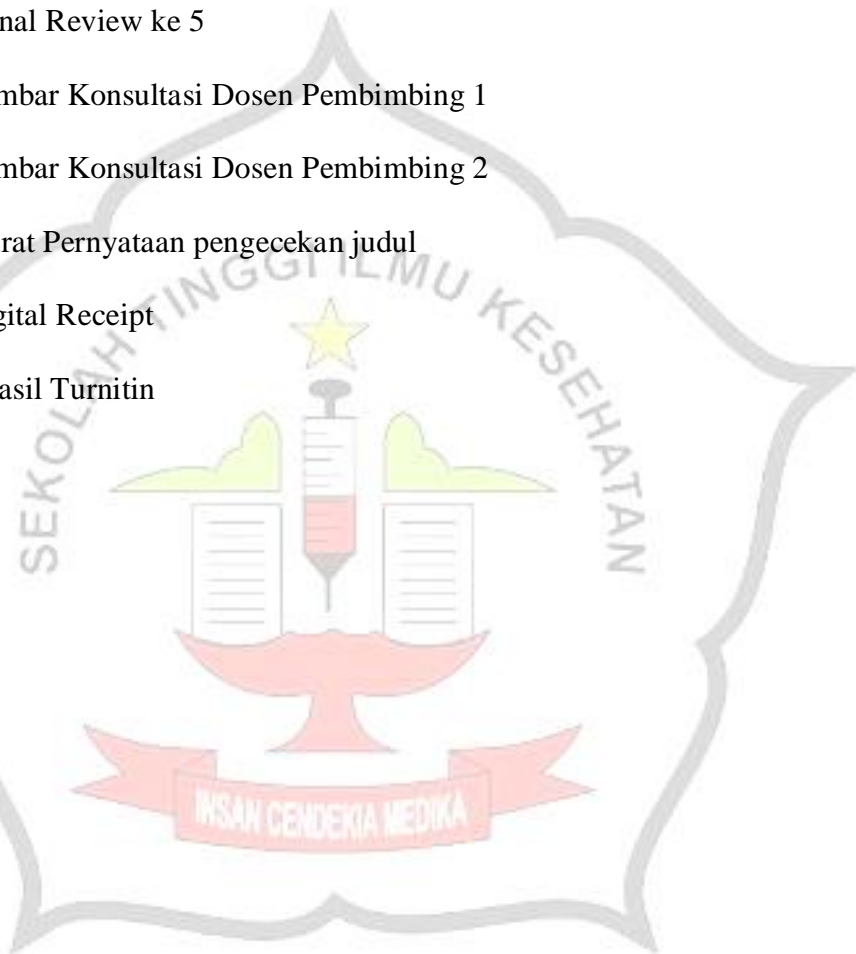 nal Review ke 5
mbar Konsultasi Dosen Pembimbing 1
mbar Konsultasi Dosen Pembimbing 2
rat Pernyataan pengecekan judul
gital Receipt
asil Turnitin
SEKOLAH TINGGI ILMU KESEHATAN
INSAN CENDEKIA MEDIKA